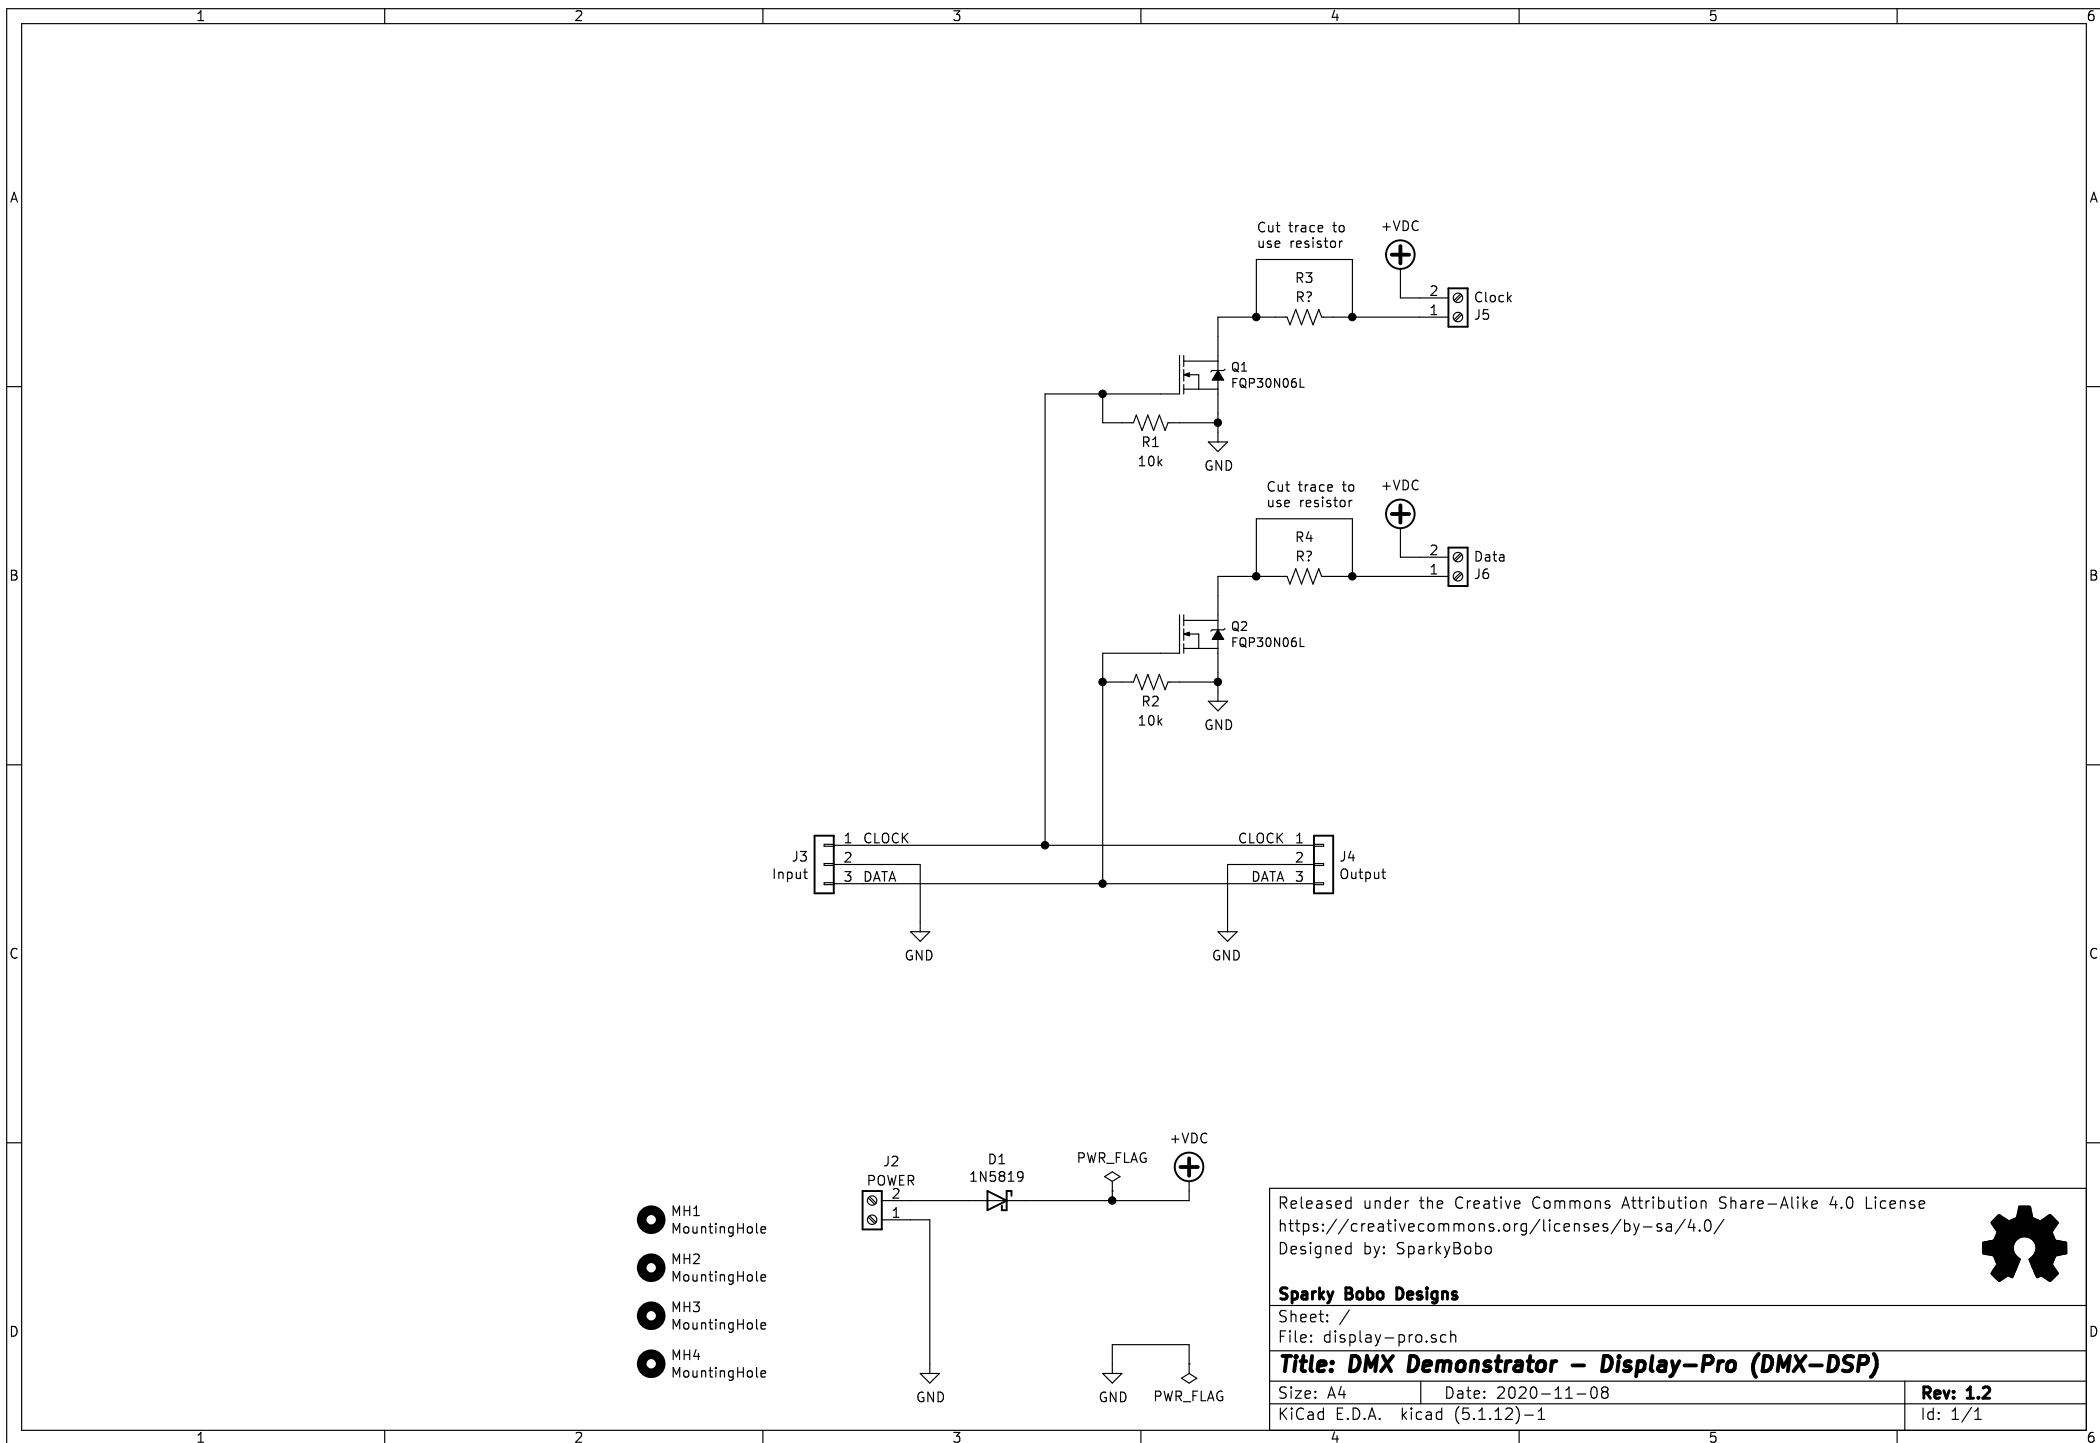 1 2 3 4 5 6
A A
Cut trace to
use resistor
+VDC
R3
R?
2 Clock
1 J5
Q1
FQP30N06L
R1
10k
GND
Cut trace to
use resistor
+VDC
R4
R?
2 Data
1 J6
B B
Q2
FQP30N06L
R2
10k
GND
1 CLOCK
J3
Input
2
3 DATA
CLOCK 1
2
DATA 3
J4
Output
GND
GND
C C
J2
POWER
2
1
D1
1N5819
PWR_FLAG
+VDC
MH1
MountingHole
MH2
MountingHole
MH3
MountingHole
MH4
MountingHole
GND
GND
PWR_FLAG
D D
Released under the Creative Commons Attribution Share-Alike 4.0 License
https://creativecommons.org/licenses/by-sa/4.0/
Designed by: SparkyBobo
Sparky Bobo Designs
Sheet: /
File: display-pro.sch
Title: DMX Demonstrator - Display-Pro (DMX-DSP)
Size: A4 Date: 2020-11-08 Rev: 1.2
KiCad E.D.A. kicad (5.1.12)-1 Id: 1/1
1 2 3 4 5 6